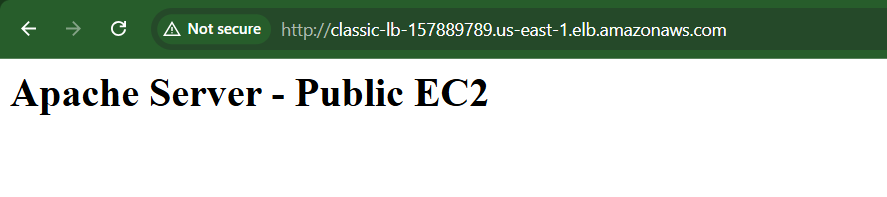 Not secure http://classic-lb-157889789.us-east-1.elb.amazonaws.com
Apache Server - Public EC2